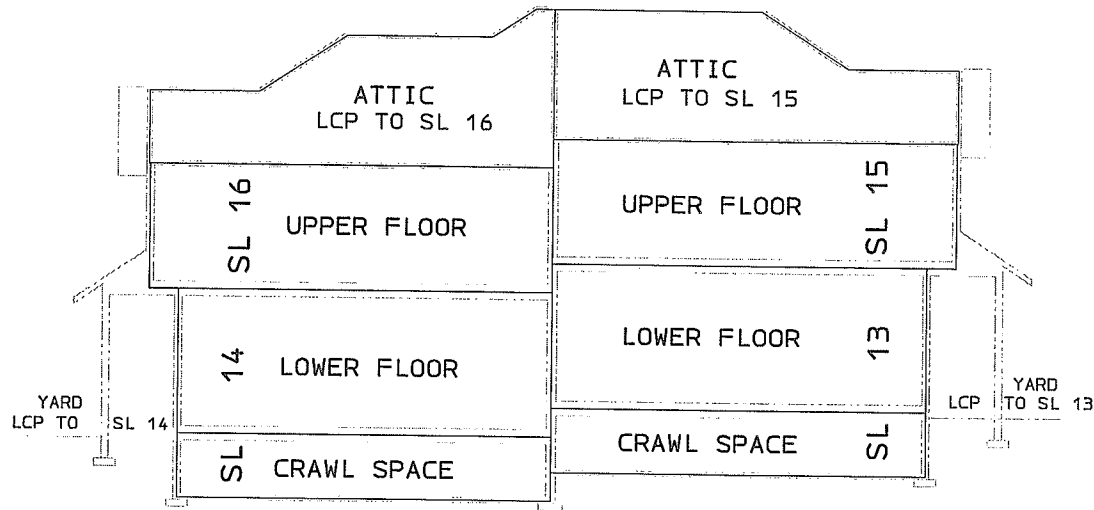 ATTIC
LCP TO SL 16
ATTIC
LCP TO SL 15
SL 16
UPPER FLOOR
UPPER FLOOR
SL 15
SL 14
LOWER FLOOR
LOWER FLOOR
SL 13
YARD
LCP TO SL 14
YARD
LCP TO SL 13
CRAWL SPACE
CRAWL SPACE